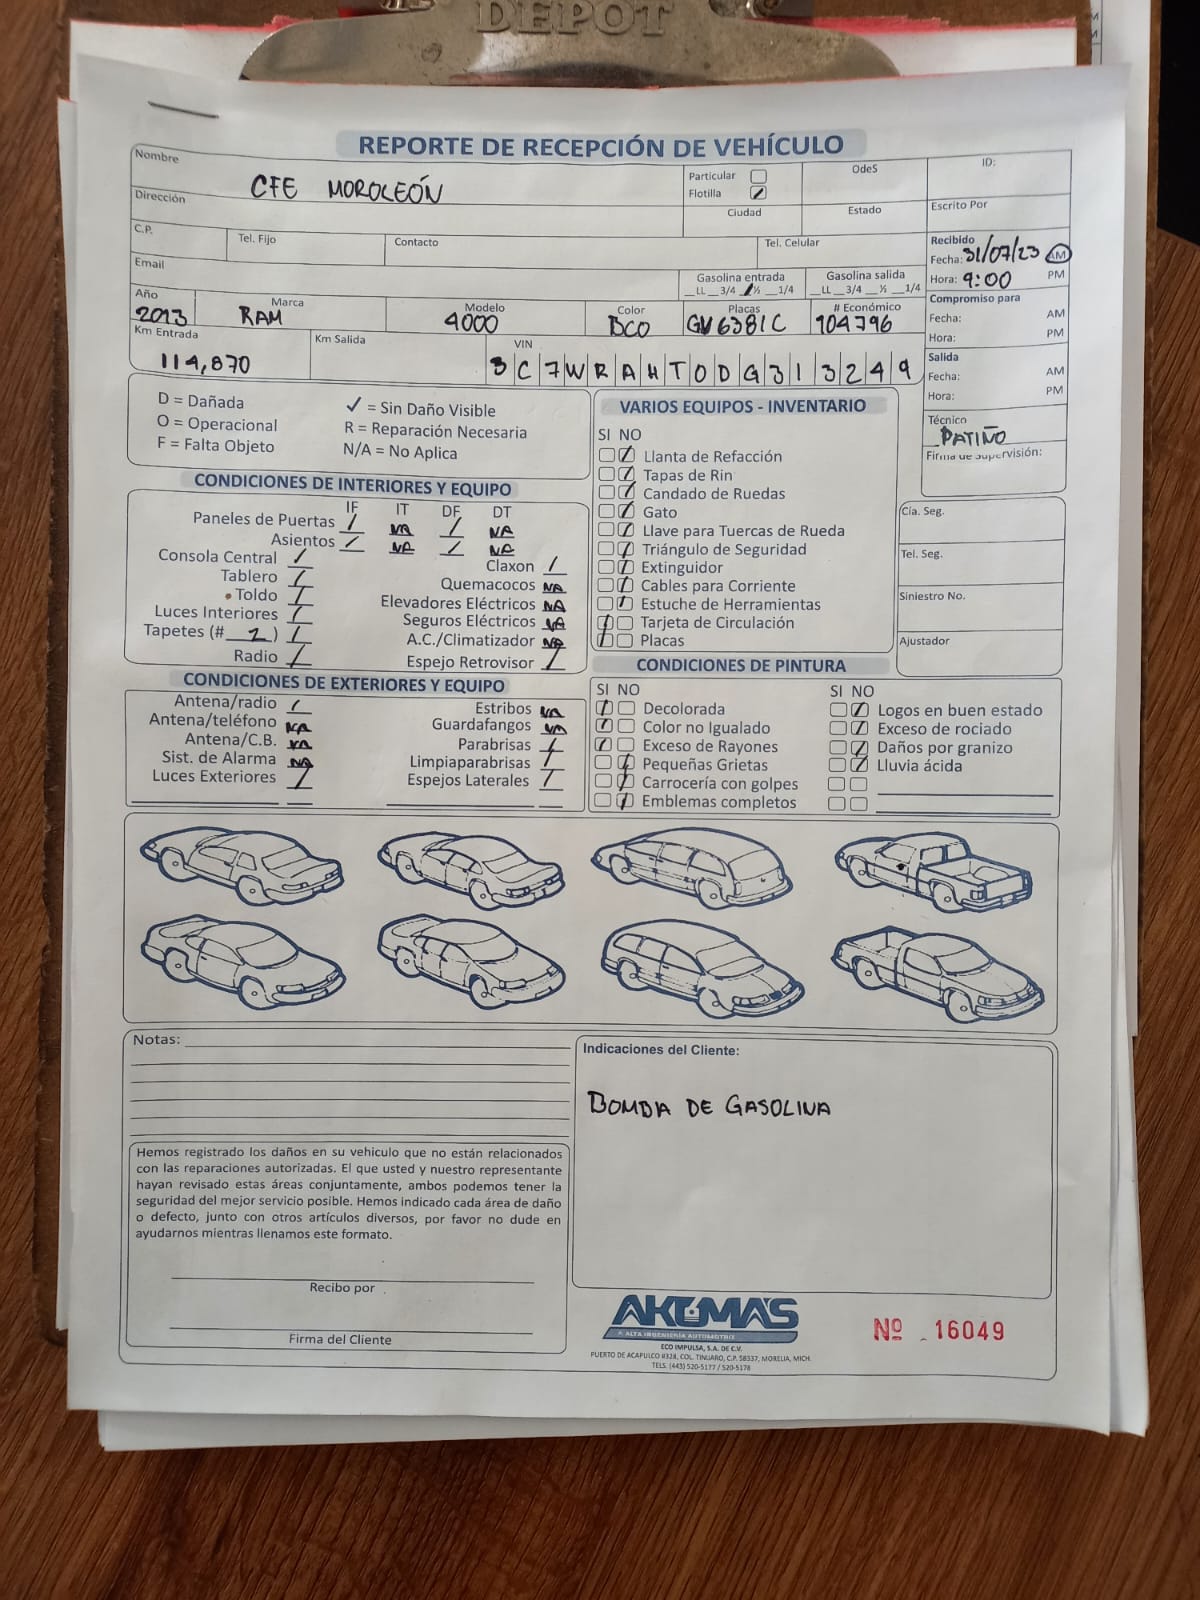 DEPOT
REPORTE DE RECEPCIÓN DE VEHÍCULO
Nombre
CFE MOROLEÓN
Particular
Flotilla
OdeS
ID:
Dirección
Ciudad
Estado
Escrito Por
C.P.
Tel. Fijo
Contacto
Tel. Celular
Recibido
Fecha: 31/07/23 AM
Hora: 9:00 PM
Email
Gasolina entrada
LL 3/4 ½ 1/4
Gasolina salida
LL 3/4 ½ 1/4
Año
2013
Marca
RAM
Modelo
4000
Color
BCO
Placas
GV6381C
# Económico
104796
Compromiso para
Fecha: AM
Hora: PM
Km Entrada
114,870
Km Salida
VIN
3C7WRAHT0DG313249
Salida
Fecha: AM
Hora: PM
Técnico
PATIÑO
Firma de Supervisión:
D = Dañada
O = Operacional
F = Falta Objeto
✓ = Sin Daño Visible
R = Reparación Necesaria
N/A = No Aplica
CONDICIONES DE INTERIORES Y EQUIPO
IF IT DF DT
Paneles de Puertas / NA / NA
Asientos / NA / NA
Consola Central /
Tablero /
Toldo /
Luces Interiores /
Tapetes (# 2 ) /
Radio /
Claxon /
Quemacocos NA
Elevadores Eléctricos NA
Seguros Eléctricos NA
A.C./Climatizador NA
Espejo Retrovisor /
CONDICIONES DE EXTERIORES Y EQUIPO
Antena/radio /
Antena/teléfono NA
Antena/C.B. NA
Sist. de Alarma NA
Luces Exteriores /
Estribos NA
Guardafangos NA
Parabrisas /
Limpiaparabrisas /
Espejos Laterales /
VARIOS EQUIPOS - INVENTARIO
SI NO
Llanta de Refacción
Tapas de Rin
Candado de Ruedas
Gato
Llave para Tuercas de Rueda
Triángulo de Seguridad
Extinguidor
Cables para Corriente
Estuche de Herramientas
Tarjeta de Circulación
Placas
Cía. Seg.
Tel. Seg.
Siniestro No.
Ajustador
CONDICIONES DE PINTURA
SI NO
Decolorada
Color no Igualado
Exceso de Rayones
Pequeñas Grietas
Carrocería con golpes
Emblemas completos
SI NO
Logos en buen estado
Exceso de rociado
Daños por granizo
Lluvia ácida
Notas:
Indicaciones del Cliente:
BOMBA DE GASOLINA
Hemos registrado los daños en su vehiculo que no están relacionados
con las reparaciones autorizadas. El que usted y nuestro representante
hayan revisado estas áreas conjuntamente, ambos podemos tener la
seguridad del mejor servicio posible. Hemos indicado cada área de daño
o defecto, junto con otros artículos diversos, por favor no dude en
ayudarnos mientras llenamos este formato.
Recibo por
Firma del Cliente
AKUMA'S
ALTA INGENIERÍA AUTOMOTRIZ
ECO IMPULSA, S.A. DE C.V.
PUERTO DE ACAPULCO #328, COL. TINIJARO, C.P. 58337, MORELIA, MICH.
TELS. (443) 520-5177 / 520-5178
Nº 16049